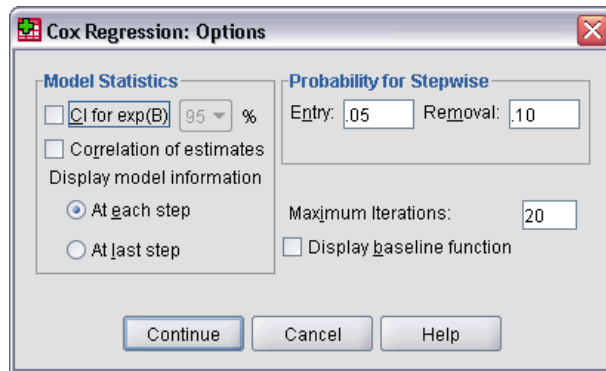 Cox Regression: Options
Model Statistics
CI for exp(B) 95 %
Correlation of estimates
Display model information
At each step
At last step
Probability for Stepwise
Entry: .05 Removal: .10
Maximum Iterations: 20
Display baseline function
Continue Cancel Help